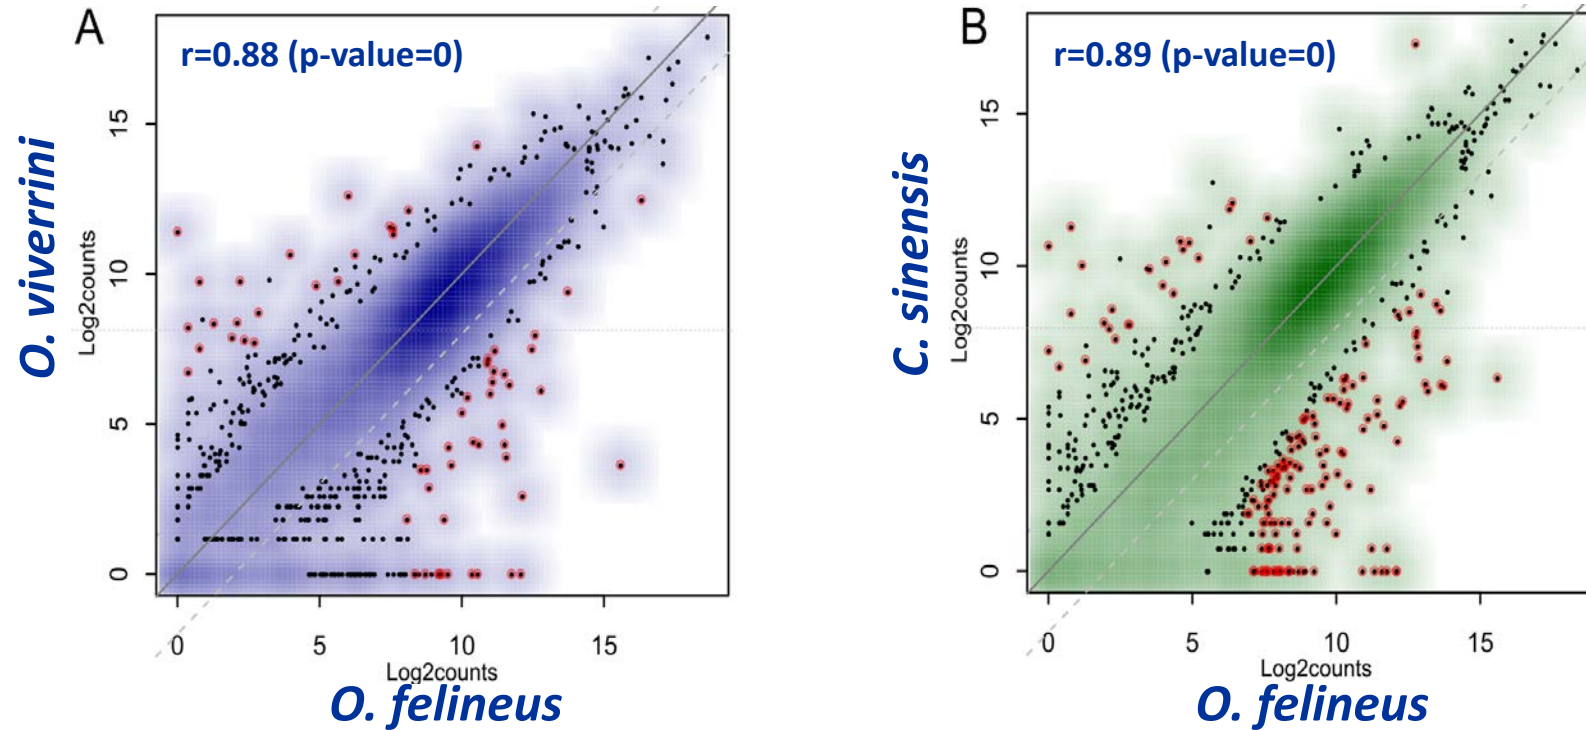 A
r=0.88 (p-value=0)
O. viverrini
Log2counts
15
10
5
0
0 5 10 15
Log2counts
O. felineus
B
r=0.89 (p-value=0)
C. sinensis
Log2counts
15
10
5
0
0 5 10 15
Log2counts
O. felineus